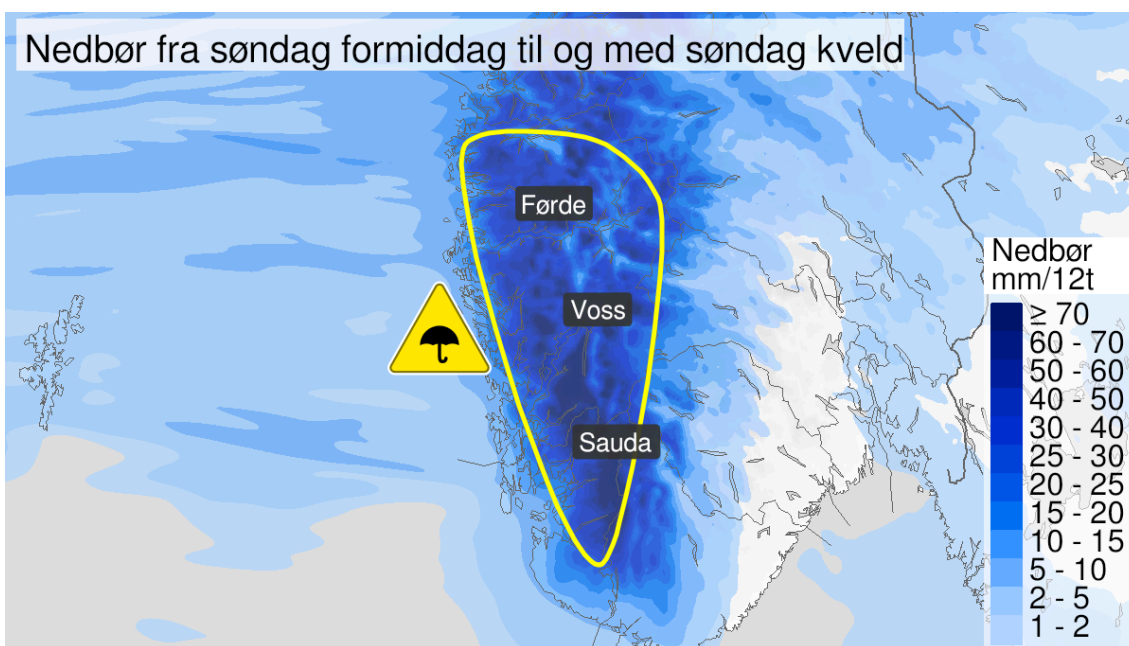 Nedbør fra søndag formiddag til og med søndag kveld
Førde
Voss
Sauda
Nedbør
mm/12t
≥ 70
60 - 70
50 - 60
40 - 50
30 - 40
25 - 30
20 - 25
15 - 20
10 - 15
5 - 10
2 - 5
1 - 2